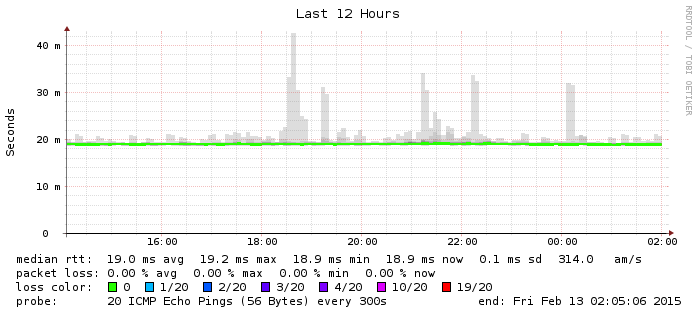 Last 12 Hours
RRDTOOL / TOBI OETIKER
Seconds
40 m
30 m
20 m
10 m
0
16:00 18:00 20:00 22:00 00:00 02:00
median rtt: 19.0 ms avg 19.2 ms max 18.9 ms min 18.9 ms now 0.1 ms sd 314.0 am/s
packet loss: 0.00 % avg 0.00 % max 0.00 % min 0.00 % now
loss color: 0 1/20 2/20 3/20 4/20 10/20 19/20
probe: 20 ICMP Echo Pings (56 Bytes) every 300s end: Fri Feb 13 02:05:06 2015